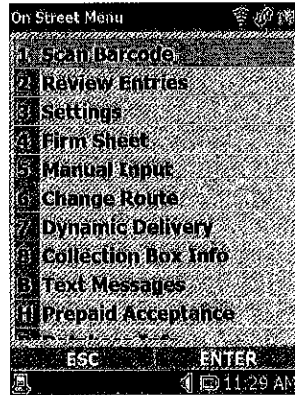 On Street Menu
1 Scan Barcode
2 Review Entries
3 Settings
4 Firm Sheet
5 Manual Input
6 Change Route
7 Dynamic Delivery
8 Collection Box Info
B Text Messages
H Prepaid Acceptance
ESC ENTER
11:29 AM